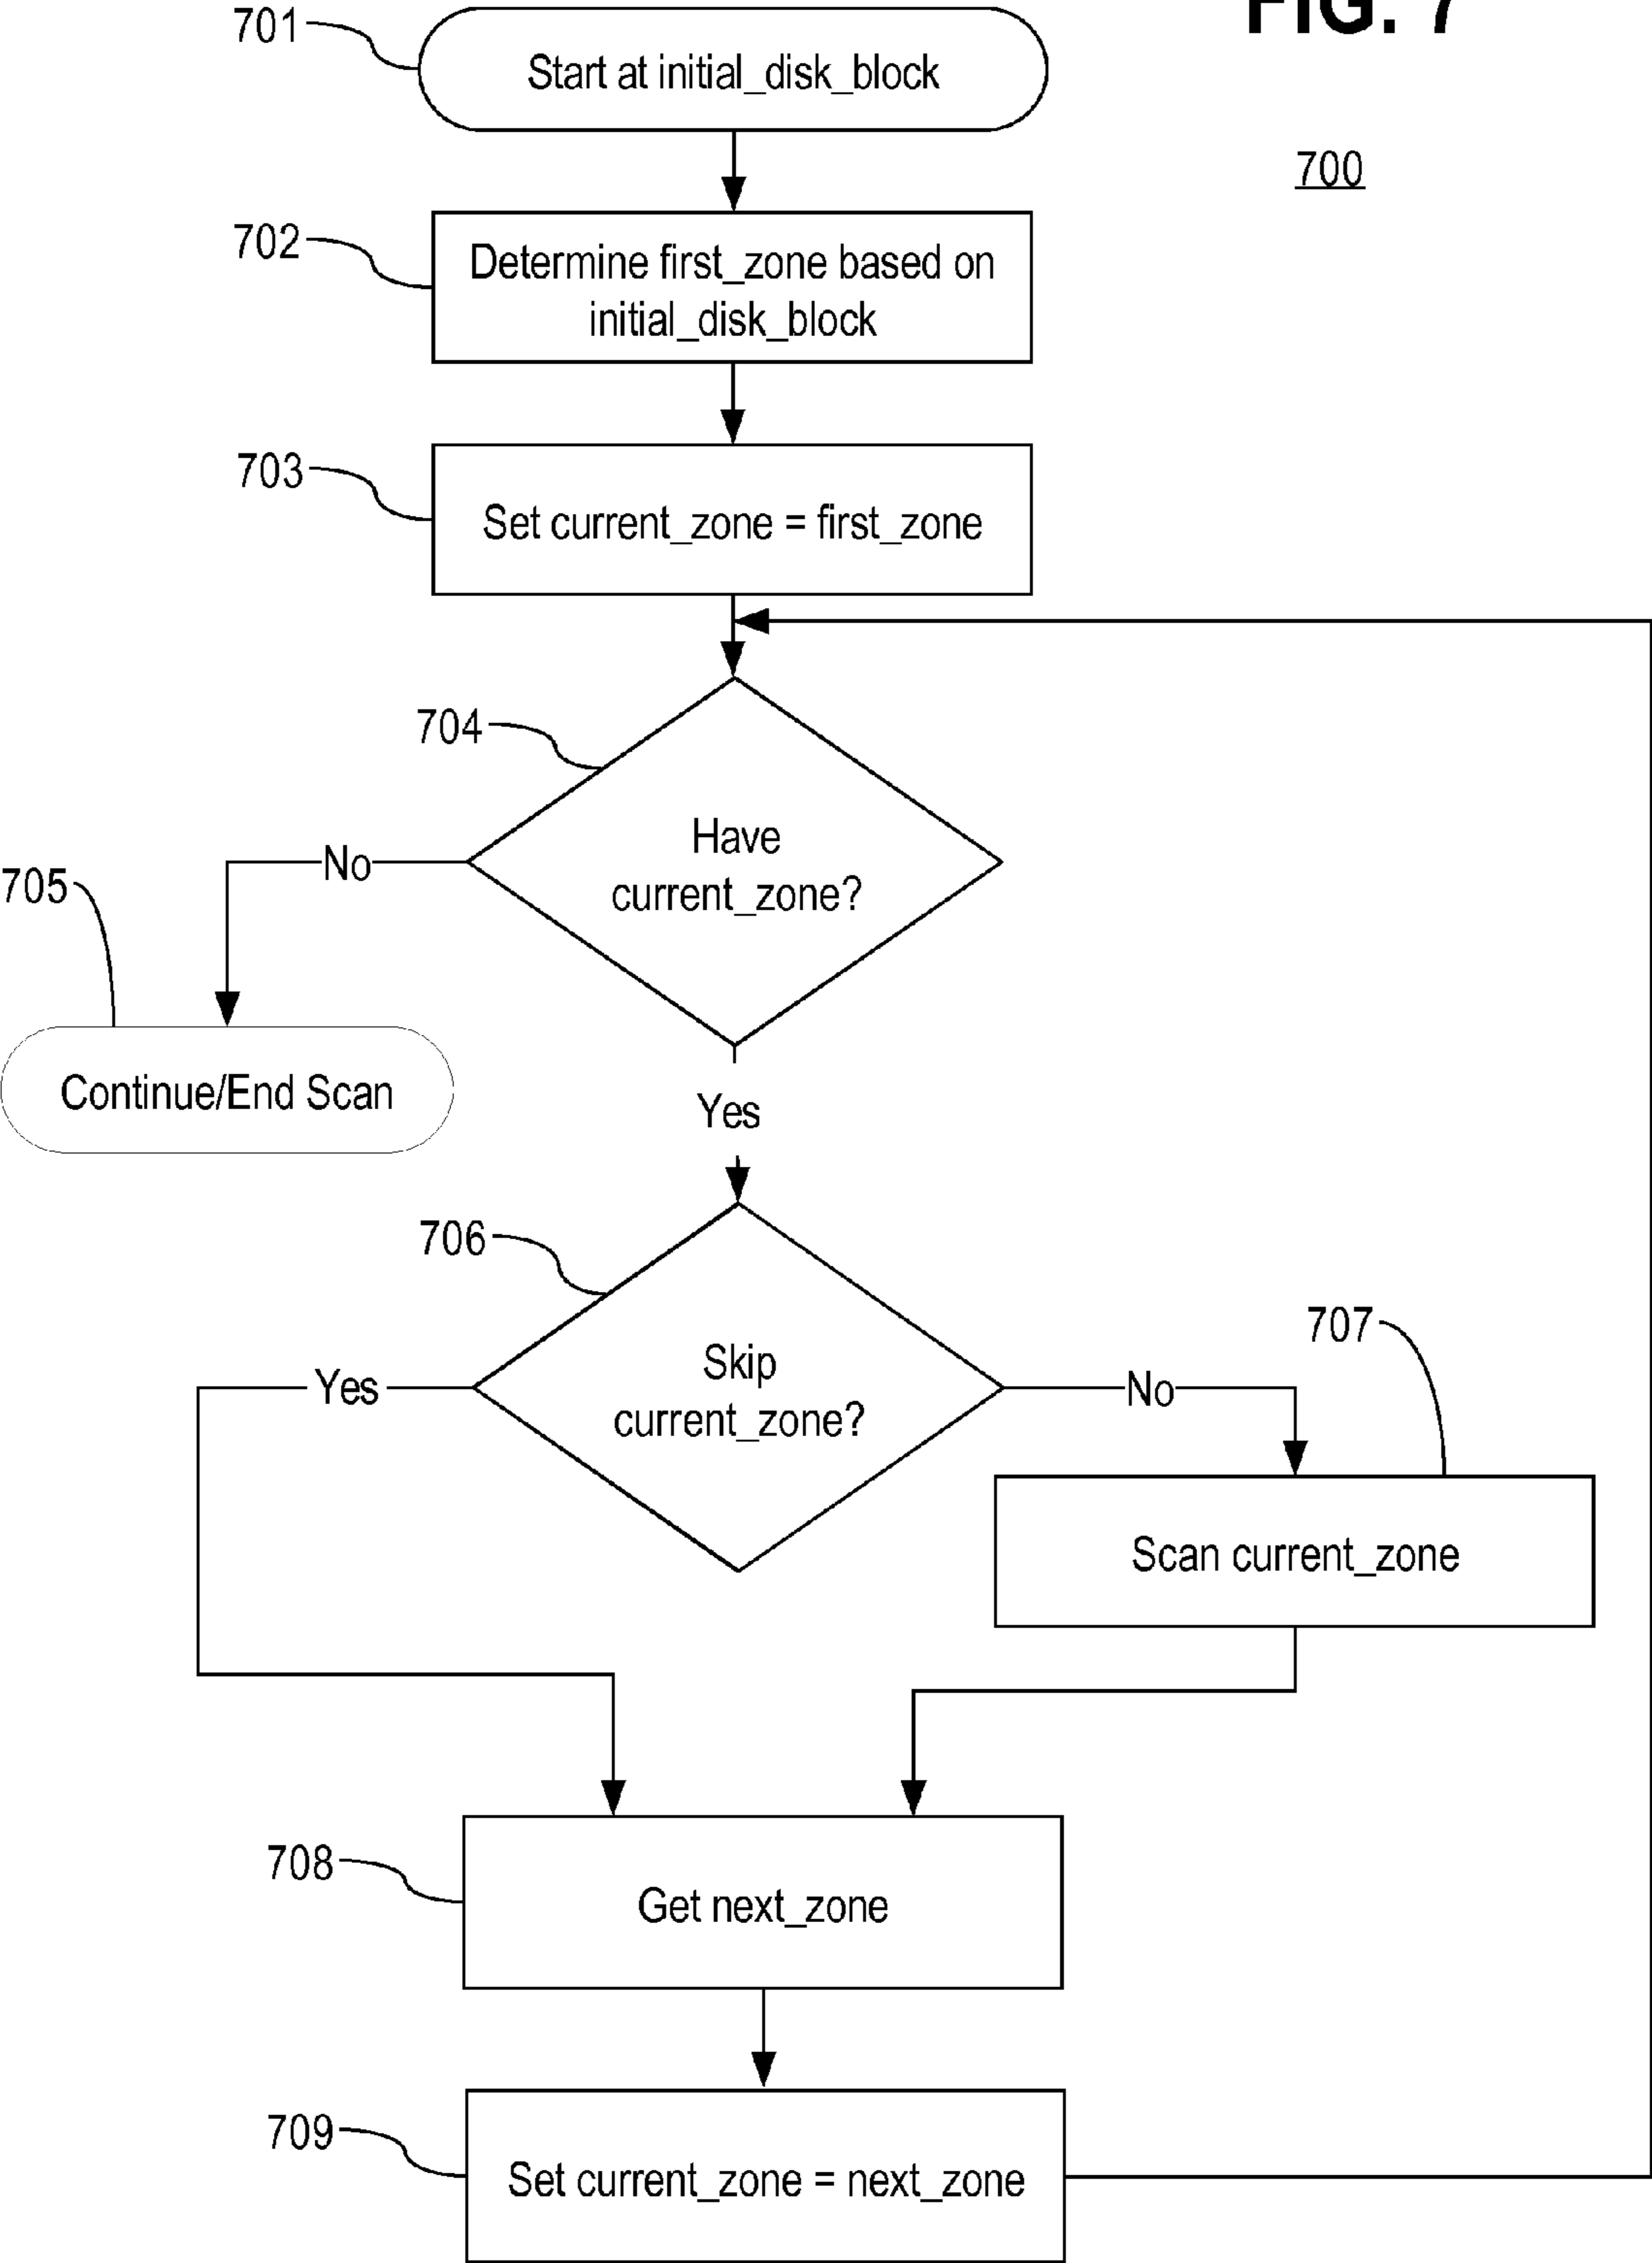 FIG. 7
701
Start at initial_disk_block
700
702
Determine first_zone based on
initial_disk_block
703
Set current_zone = first_zone
704
Have
current_zone?
No
705
Continue/End Scan
Yes
706
Skip
current_zone?
Yes
No
707
Scan current_zone
708
Get next_zone
709
Set current_zone = next_zone